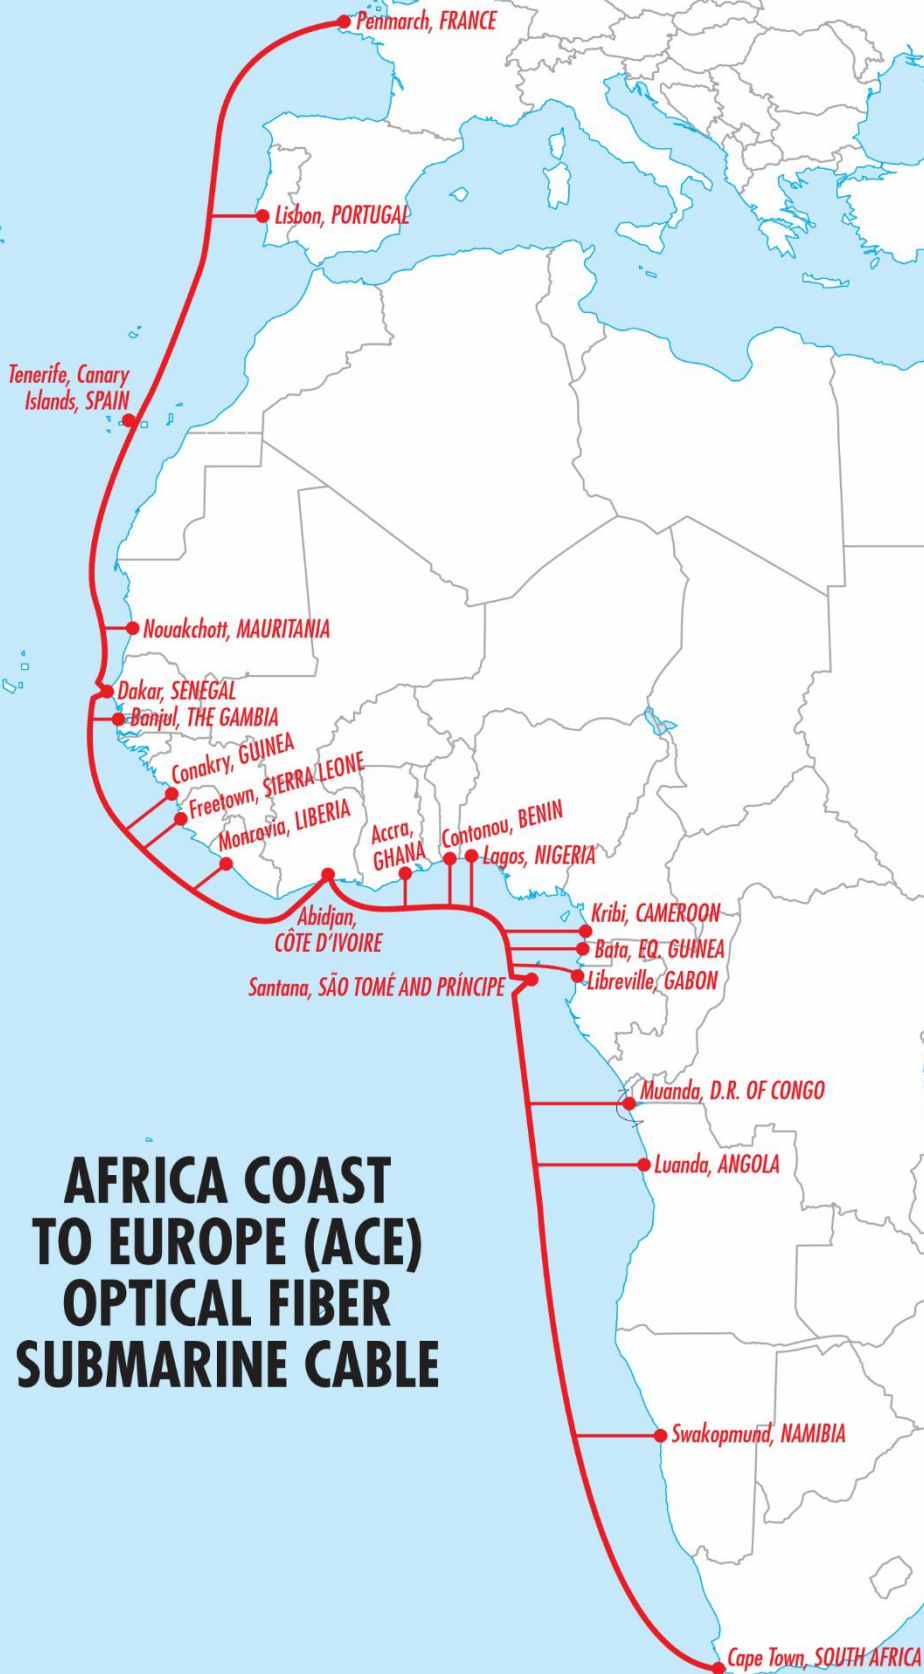 Penmarch, FRANCE
Lisbon, PORTUGAL
Tenerife, Canary
Islands, SPAIN
Nouakchott, MAURITANIA
Dakar, SENEGAL
Banjul, THE GAMBIA
Conakry, GUINEA
Freetown, SIERRA LEONE
Monrovia, LIBERIA
Accra,
GHANA
Contonou, BENIN
Lagos, NIGERIA
Abidjan,
CÔTE D'IVOIRE
Kribi, CAMEROON
Bata, EQ. GUINEA
Libreville, GABON
Santana, SÃO TOMÉ AND PRÍNCIPE
Muanda, D.R. OF CONGO
Luanda, ANGOLA
AFRICA COAST
TO EUROPE (ACE)
OPTICAL FIBER
SUBMARINE CABLE
Swakopmund, NAMIBIA
Cape Town, SOUTH AFRICA